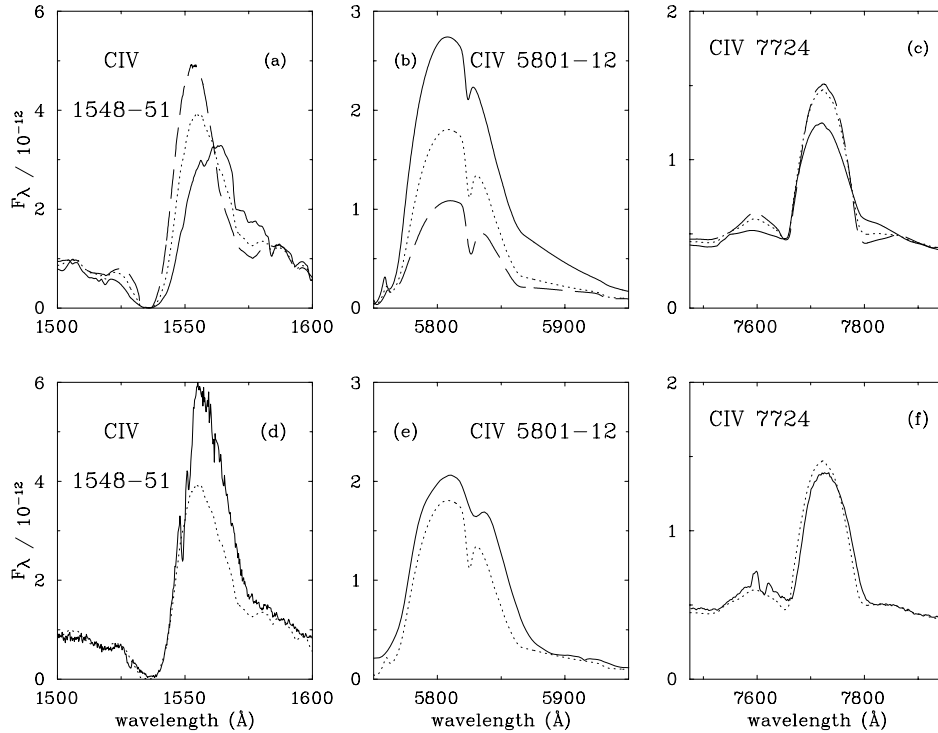 6
4
2
0
F_λ / 10^−12
CIV
1548−51
(a)
1500
1550
1600
3
2
1
0
(b)
CIV 5801−12
5800
5900
2
1
0
CIV 7724
(c)
7600
7800
6
4
2
0
F_λ / 10^−12
CIV
1548−51
(d)
1500
1550
1600
wavelength (Å)
3
2
1
0
(e)
CIV 5801−12
5800
5900
wavelength (Å)
2
1
0
CIV 7724
(f)
7600
7800
wavelength (Å)